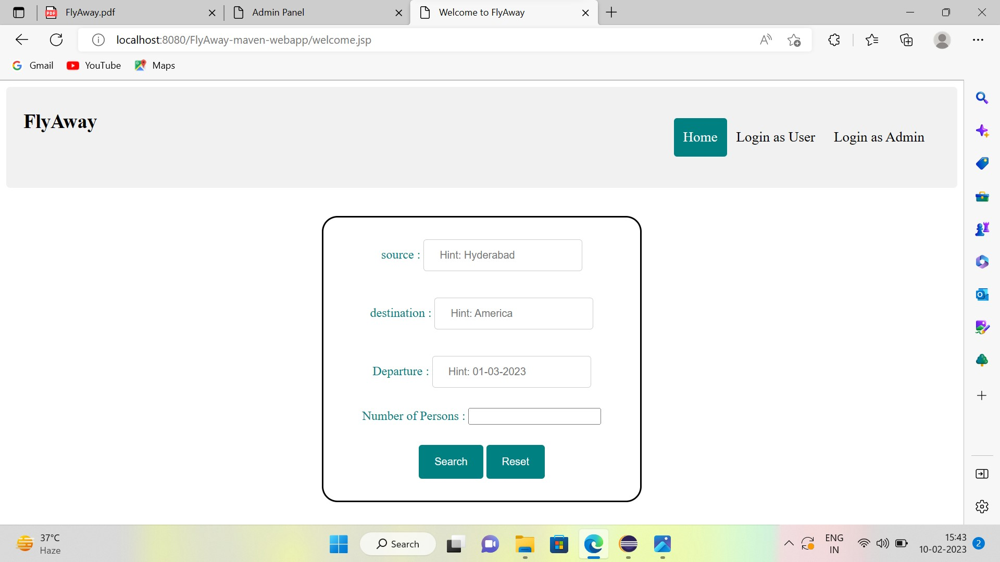 FlyAway.pdf
Admin Panel
Welcome to FlyAway
localhost:8080/FlyAway-maven-webapp/welcome.jsp
Gmail
YouTube
Maps
FlyAway
Home
Login as User
Login as Admin
source : Hint: Hyderabad
destination : Hint: America
Departure : Hint: 01-03-2023
Number of Persons :
Search
Reset
37°C
Haze
Search
ENG
IN
15:43
10-02-2023
2